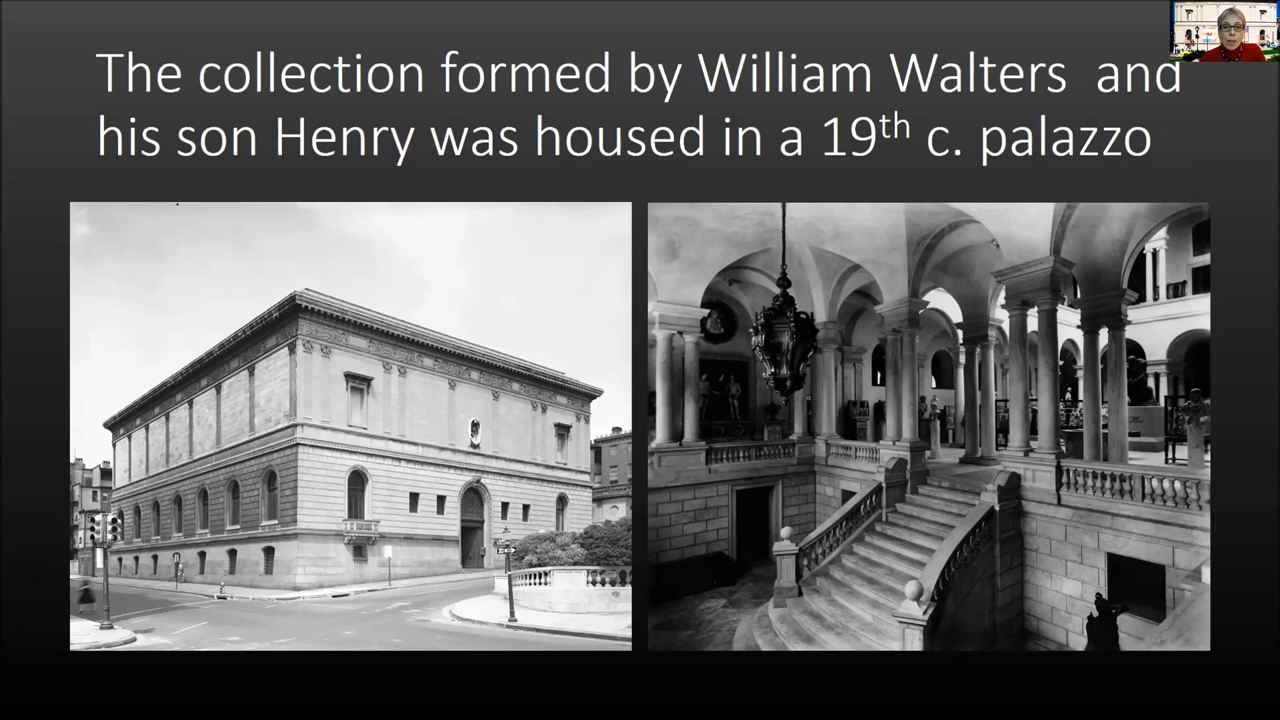 The collection formed by William Walters and
his son Henry was housed in a 19th c. palazzo